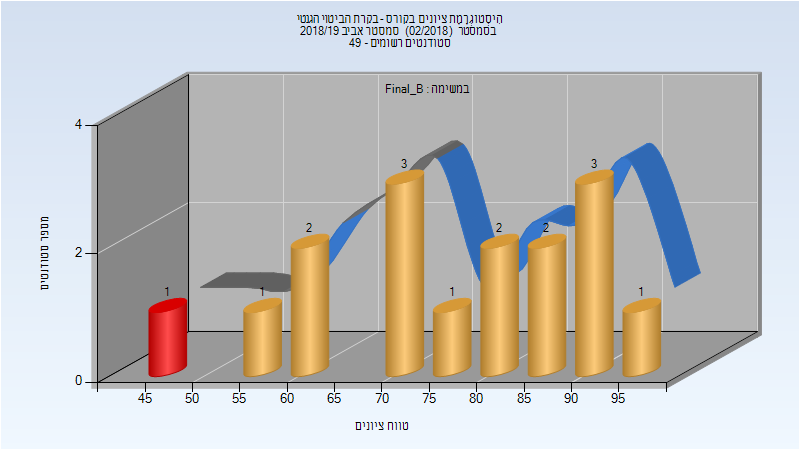 היסטוגרמת ציונים בקורס - בקרת הביטוי הגנטי
בסמסטר (02/2018) סמסטר אביב 2018/19
סטודנטים רשומים - 49
במשימה : Final_B
מספר סטודנטים
4
2
0
1
1
2
3
1
2
2
3
1
45 50 55 60 65 70 75 80 85 90 95
טווח ציונים